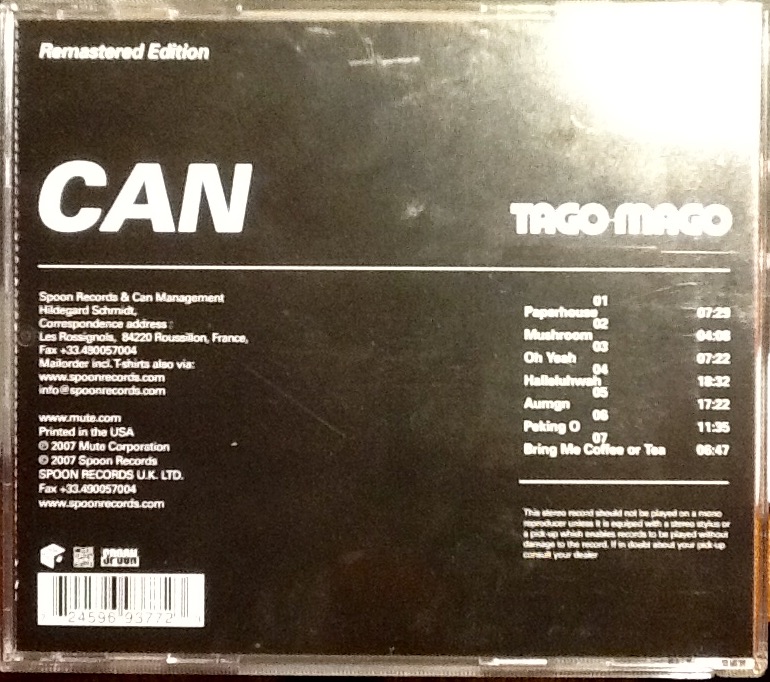 Remastered Edition
CAN
TAGO MAGO
Spoon Records & Can Management
Hildegard Schmidt,
Correspondence address :
Les Rossignols, 84220 Roussillon, France,
Fax +33.490057004
Mailorder incl. T-shirts also via:
www.spoonrecords.com
info@spoonrecords.com
www.mute.com
Printed in the USA
℗ 2007 Mute Corporation
© 2007 Spoon Records
SPOON RECORDS U.K. LTD.
Fax +33.490057004
www.spoonrecords.com
SPOON
24596 93772
01
Paperhouse 07:29
02
Mushroom 04:08
03
Oh Yeah 07:22
04
Halleluhwah 18:32
05
Aumgn 17:22
06
Peking O 11:35
07
Bring Me Coffee or Tea 06:47
This stereo record should not be played on a mono
reproducer unless it is equiped with a stereo stylus or
a pick-up which enables records to be played without
damage to the record. If in doubt about your pick-up
consult your dealer